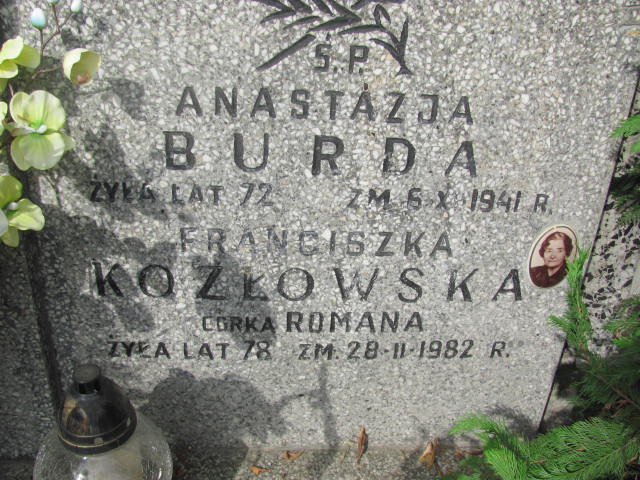 Ś.P.
ANASTAZJA
BURDA
ŻYŁA LAT 72 ZM. 6 X 1941 R.
FRANCISZKA
KOZŁOWSKA
CÓRKA ROMANA
ŻYŁA LAT 78 ZM. 28-11-1982 R.